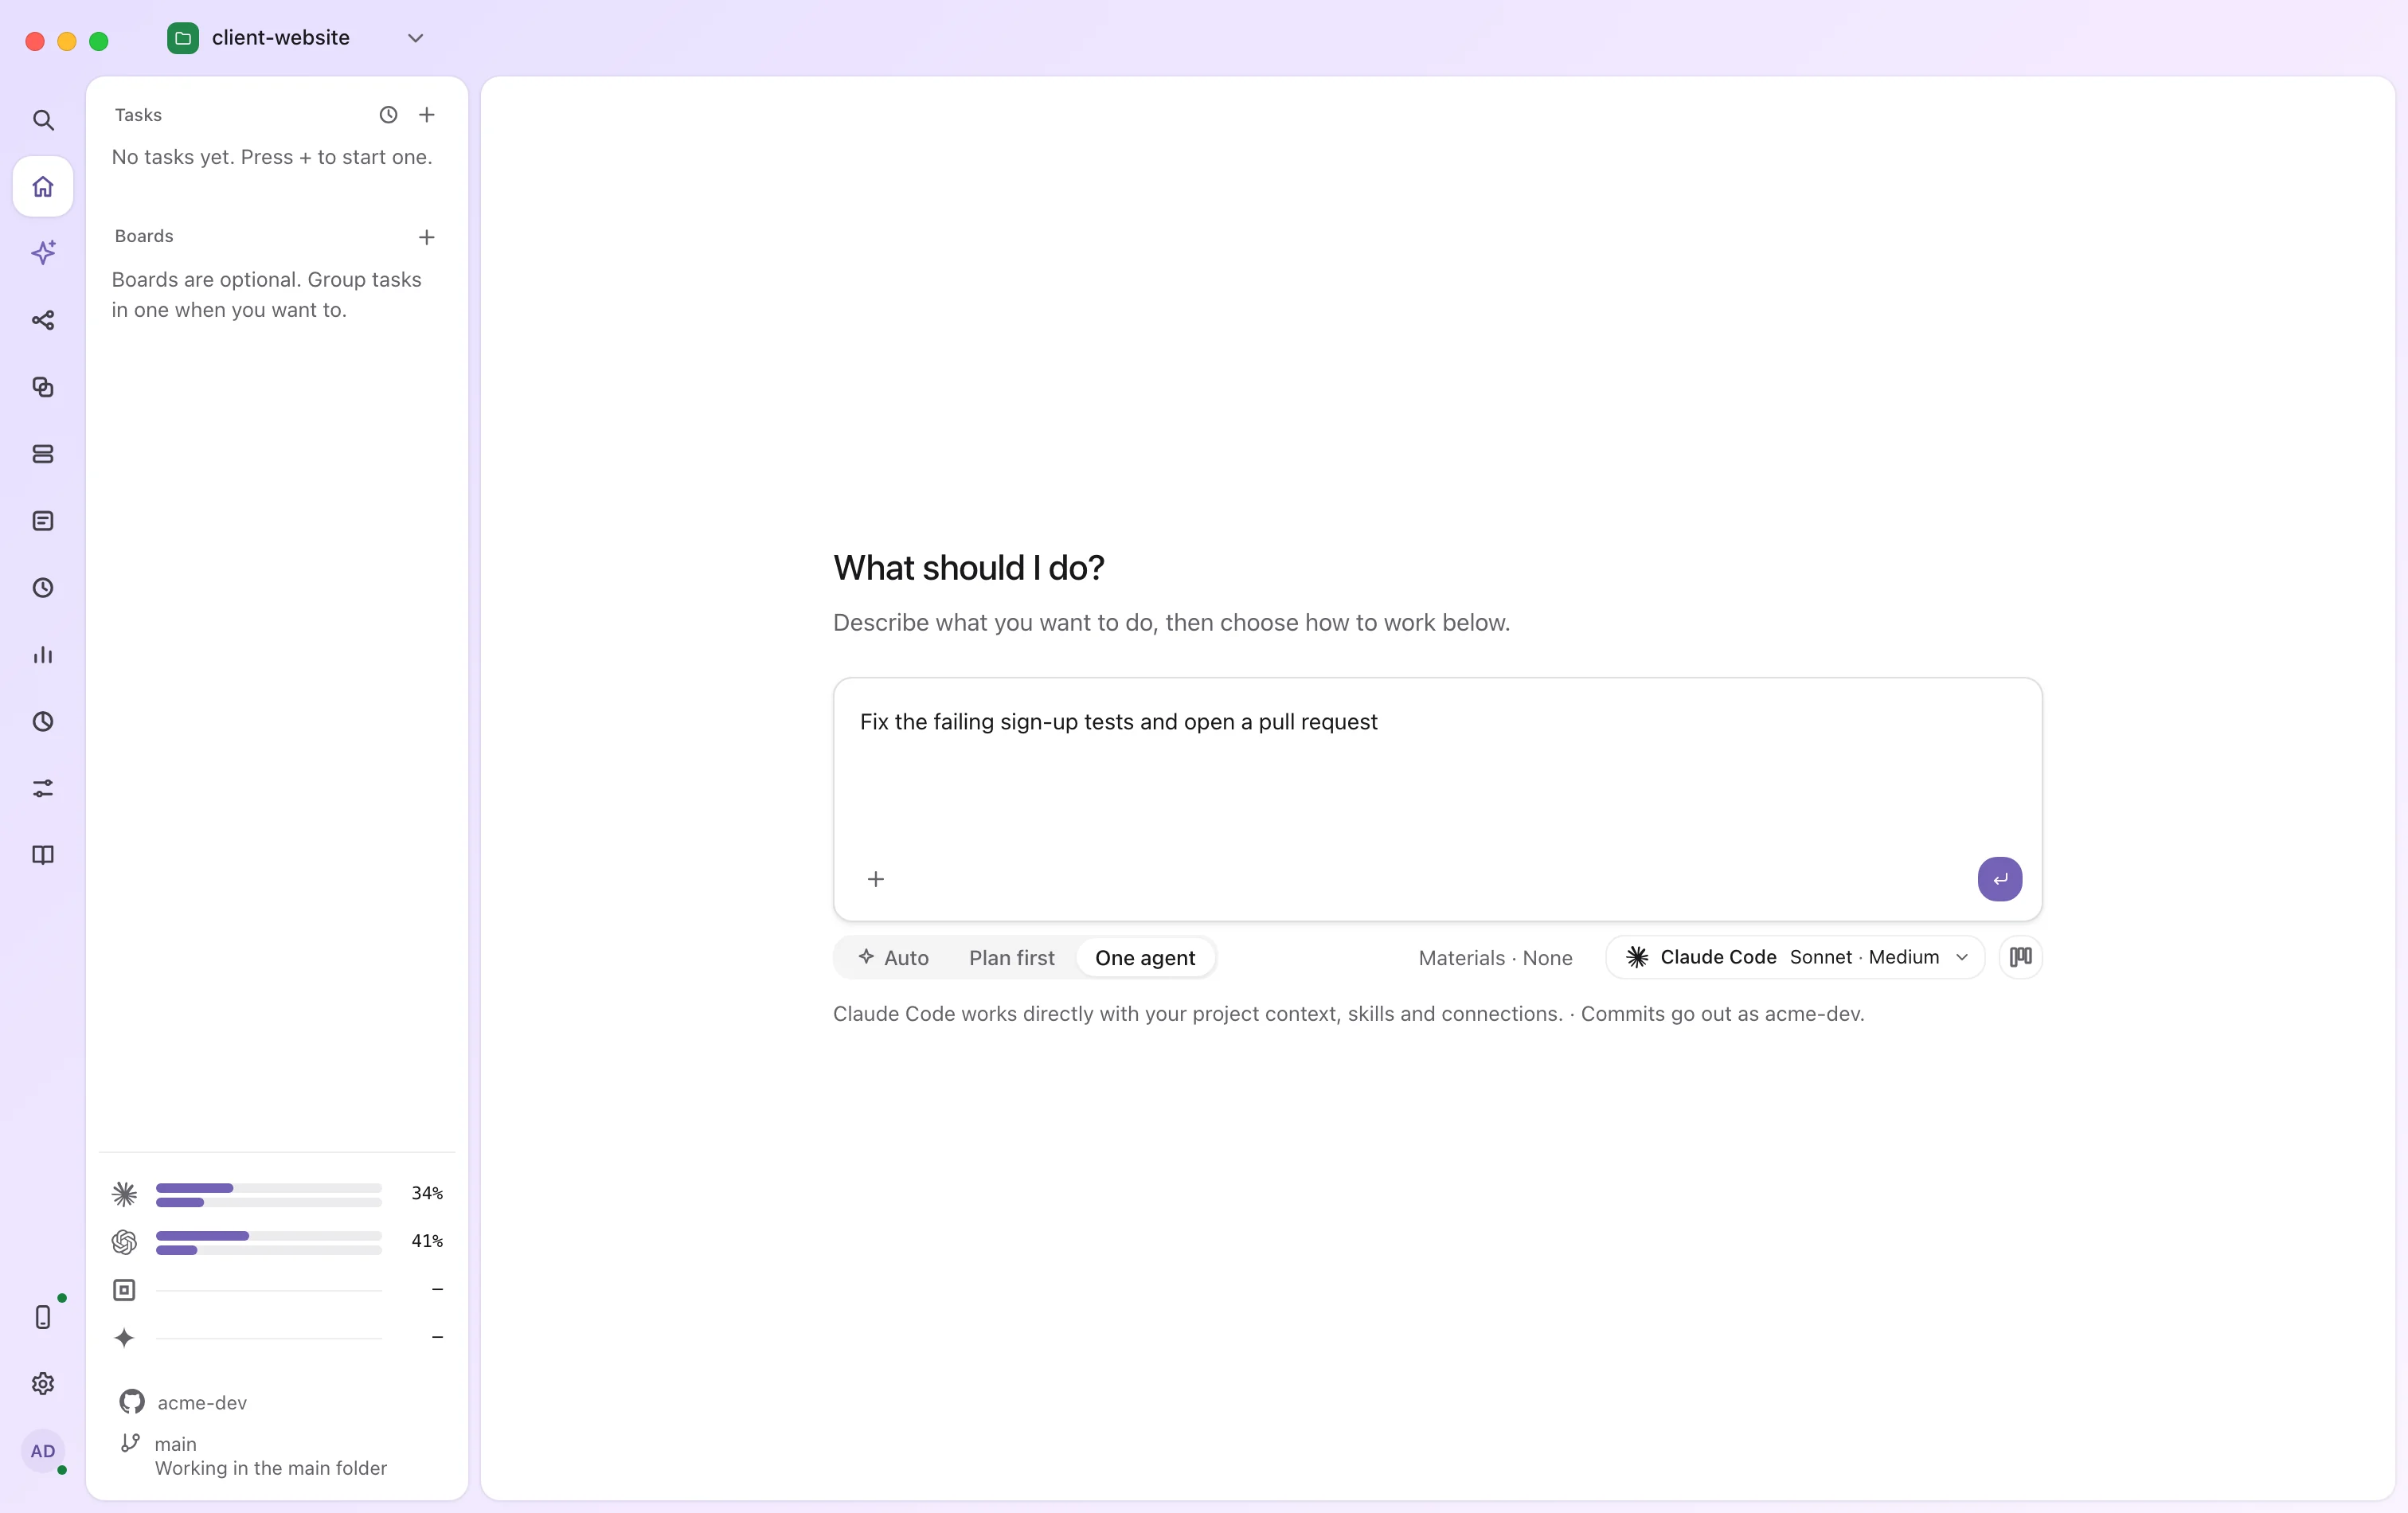 client-website
Tasks
No tasks yet. Press + to start one.
Boards
Boards are optional. Group tasks
in one when you want to.
What should I do?
Describe what you want to do, then choose how to work below.
Fix the failing sign-up tests and open a pull request
Auto
Plan first
One agent
Materials · None
Claude Code Sonnet · Medium
Claude Code works directly with your project context, skills and connections. · Commits go out as acme-dev.
34%
41%
–
–
acme-dev
main
Working in the main folder
AD